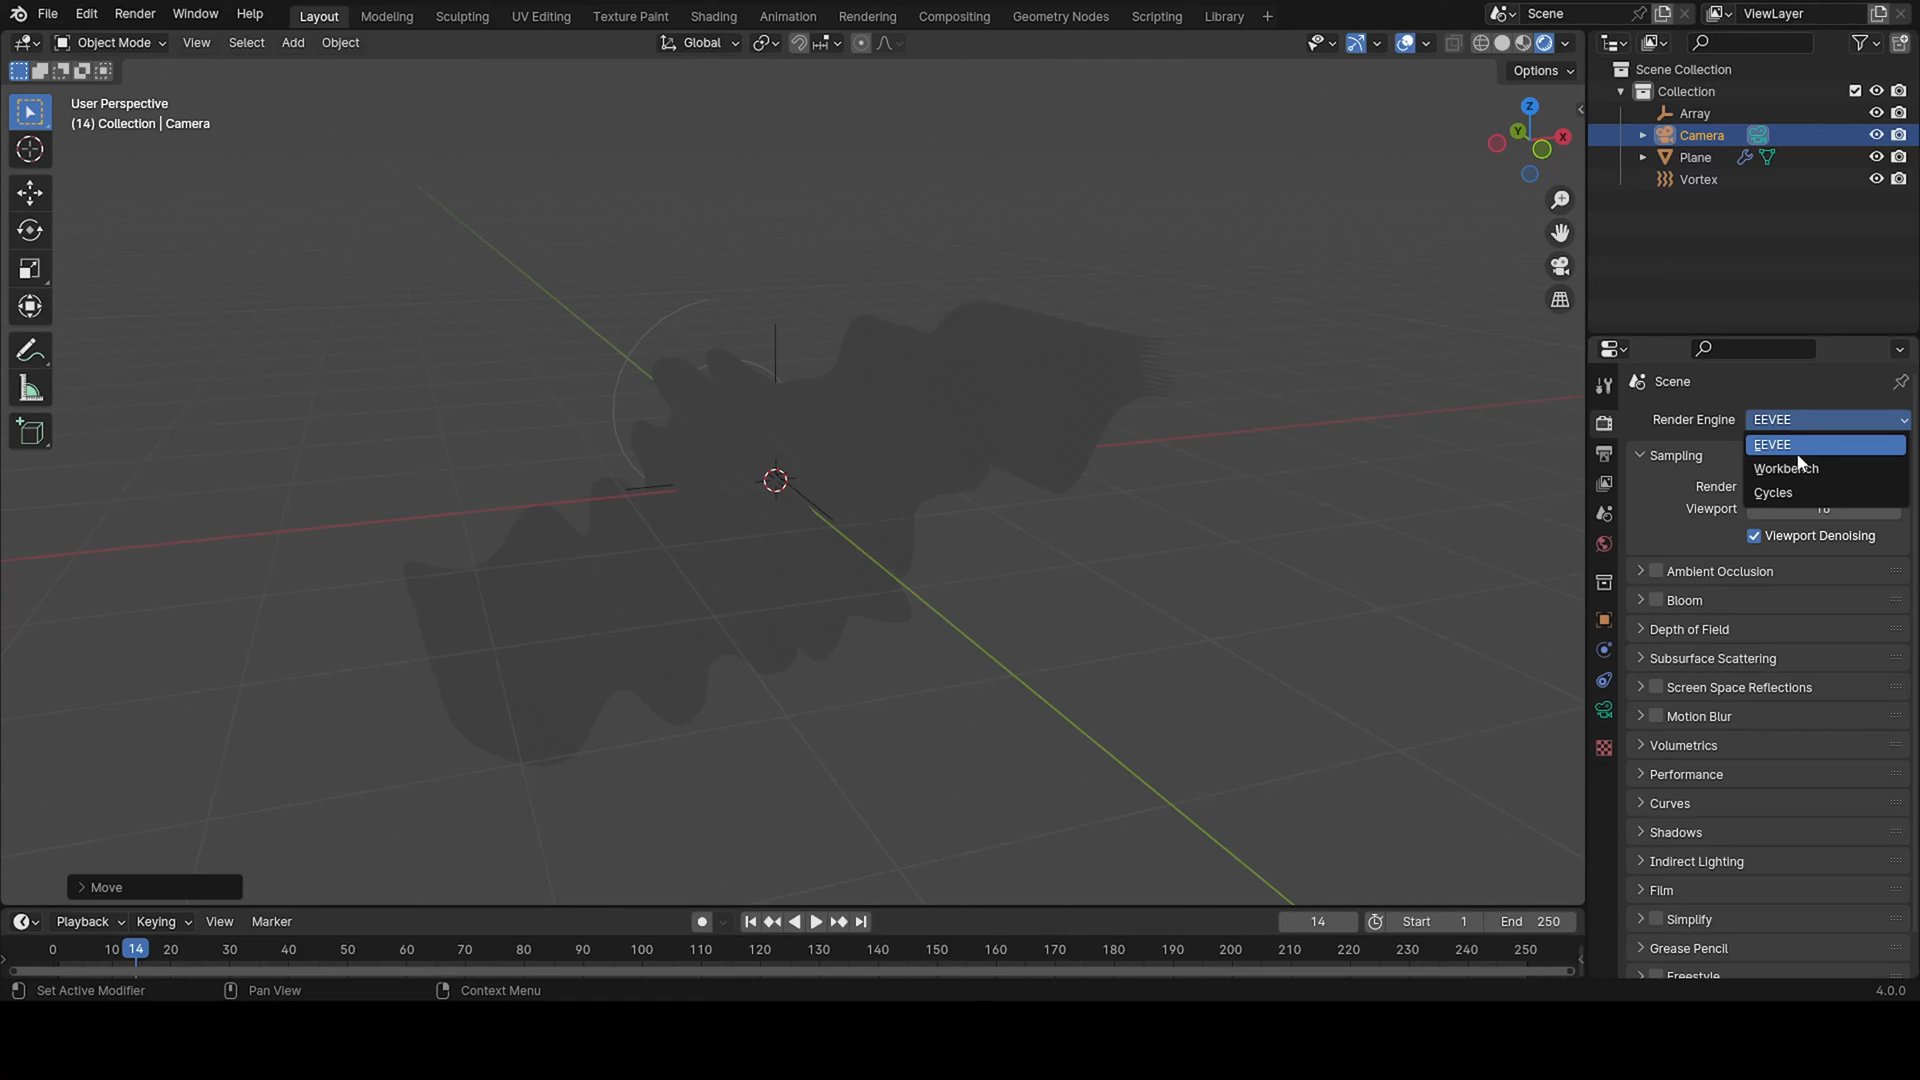 File Edit Render Window Help Layout Modeling Sculpting UV Editing Texture Paint Shading Animation Rendering Compositing Geometry Nodes Scripting Library + Scene ViewLayer
Object Mode View Select Add Object Global
Options
User Perspective
(14) Collection | Camera
Z
Y
X
Scene Collection
Collection
Array
Camera
Plane
Vortex
Scene
Render Engine EEVEE
EEVEE
Sampling
Workbench
Render
Cycles
Viewport
Viewport Denoising
Ambient Occlusion
Bloom
Depth of Field
Subsurface Scattering
Screen Space Reflections
Motion Blur
Volumetrics
Performance
Curves
Shadows
Indirect Lighting
Film
Simplify
Grease Pencil
Freestyle
Move
Playback Keying View Marker 14 Start 1 End 250
0 10 14 20 30 40 50 60 70 80 90 100 110 120 130 140 150 160 170 180 190 200 210 220 230 240 250
Set Active Modifier Pan View Context Menu 4.0.0